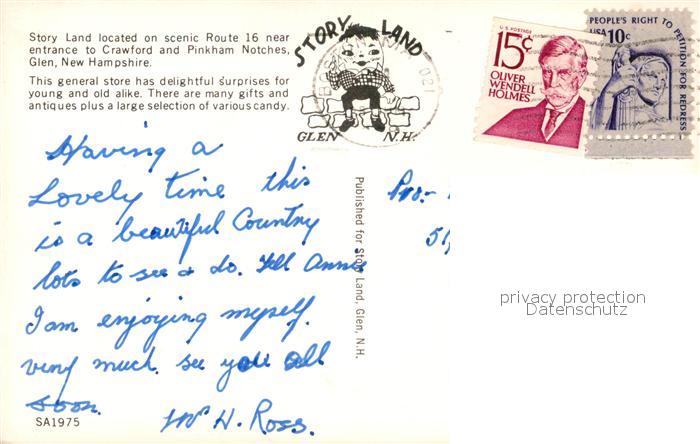 Story Land located on scenic Route 16 near
entrance to Crawford and Pinkham Notches,
Glen, New Hampshire.
This general store has delightful surprises for
young and old alike. There are many gifts and
antiques plus a large selection of various candy.
STORY LAND
GLEN N.H.
U.S. POSTAGE
15c
OLIVER
WENDELL
HOLMES
PEOPLE'S RIGHT TO
PETITION FOR REDRESS
USA 10c
Having a
Lovely time this
is a beautiful Country
lots to see & do. Tell Annie
I am enjoying myself.
very much. see you all
soon.
Mrs H. Ross.
Published for Story Land, Glen, N.H.
SA1975
privacy protection
Datenschutz